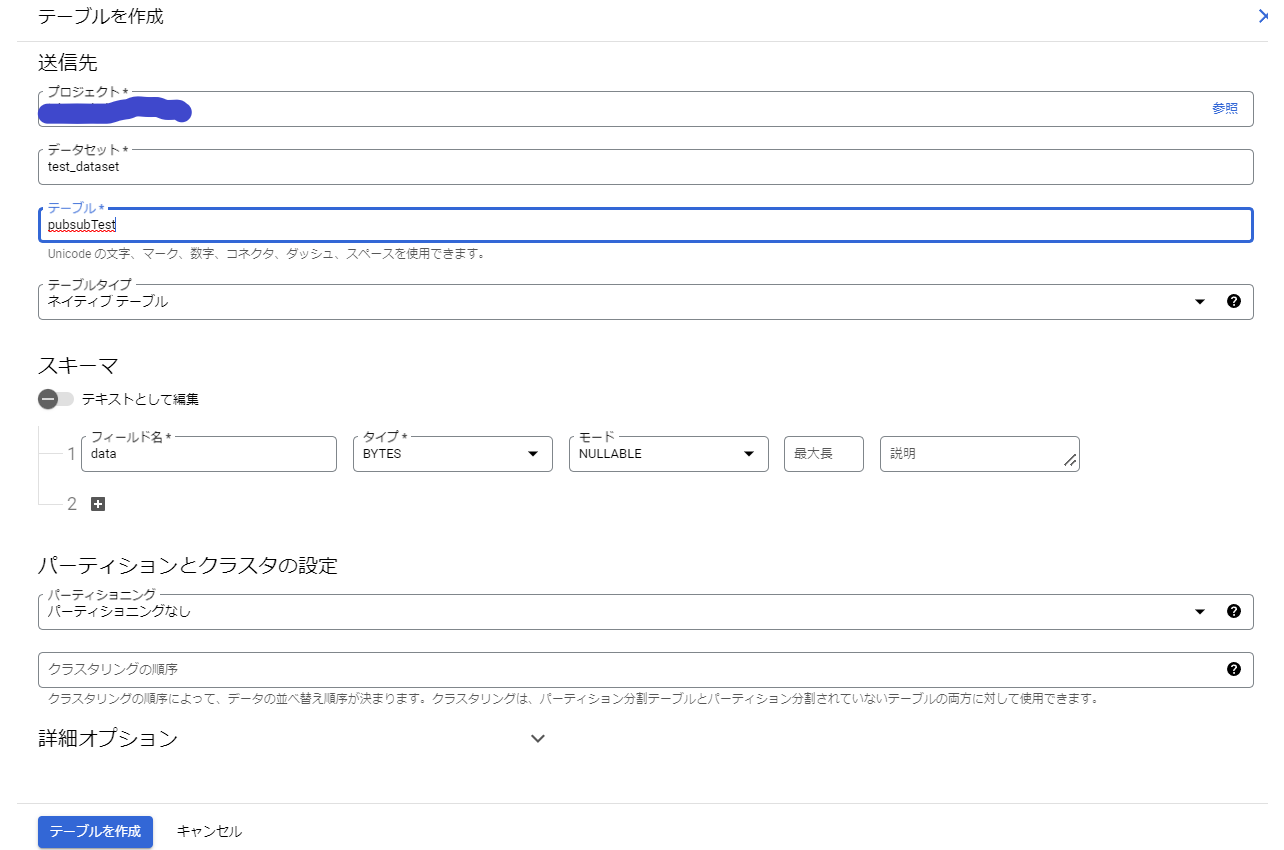 テーブルを作成
送信先
プロジェクト *
参照
データセット *
test_dataset
テーブル *
pubsubTest
Unicode の文字、マーク、数字、コネクタ、ダッシュ、スペースを使用できます。
テーブルタイプ
ネイティブ テーブル
スキーマ
テキストとして編集
1 フィールド名 * タイプ * モード
data BYTES NULLABLE 最大長 説明
2
パーティションとクラスタの設定
パーティショニング
パーティショニングなし
クラスタリングの順序
クラスタリングの順序によって、データの並べ替え順序が決まります。クラスタリングは、パーティション分割テーブルとパーティション分割されていないテーブルの両方に対して使用できます。
詳細オプション
テーブルを作成 キャンセル